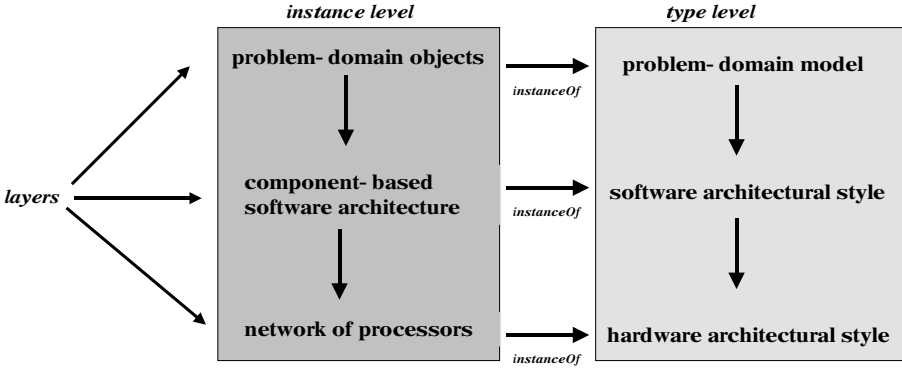 instance level
type level
problem- domain objects
instanceOf
problem- domain model
layers
component- based
software architecture
instanceOf
software architectural style
network of processors
instanceOf
hardware architectural style